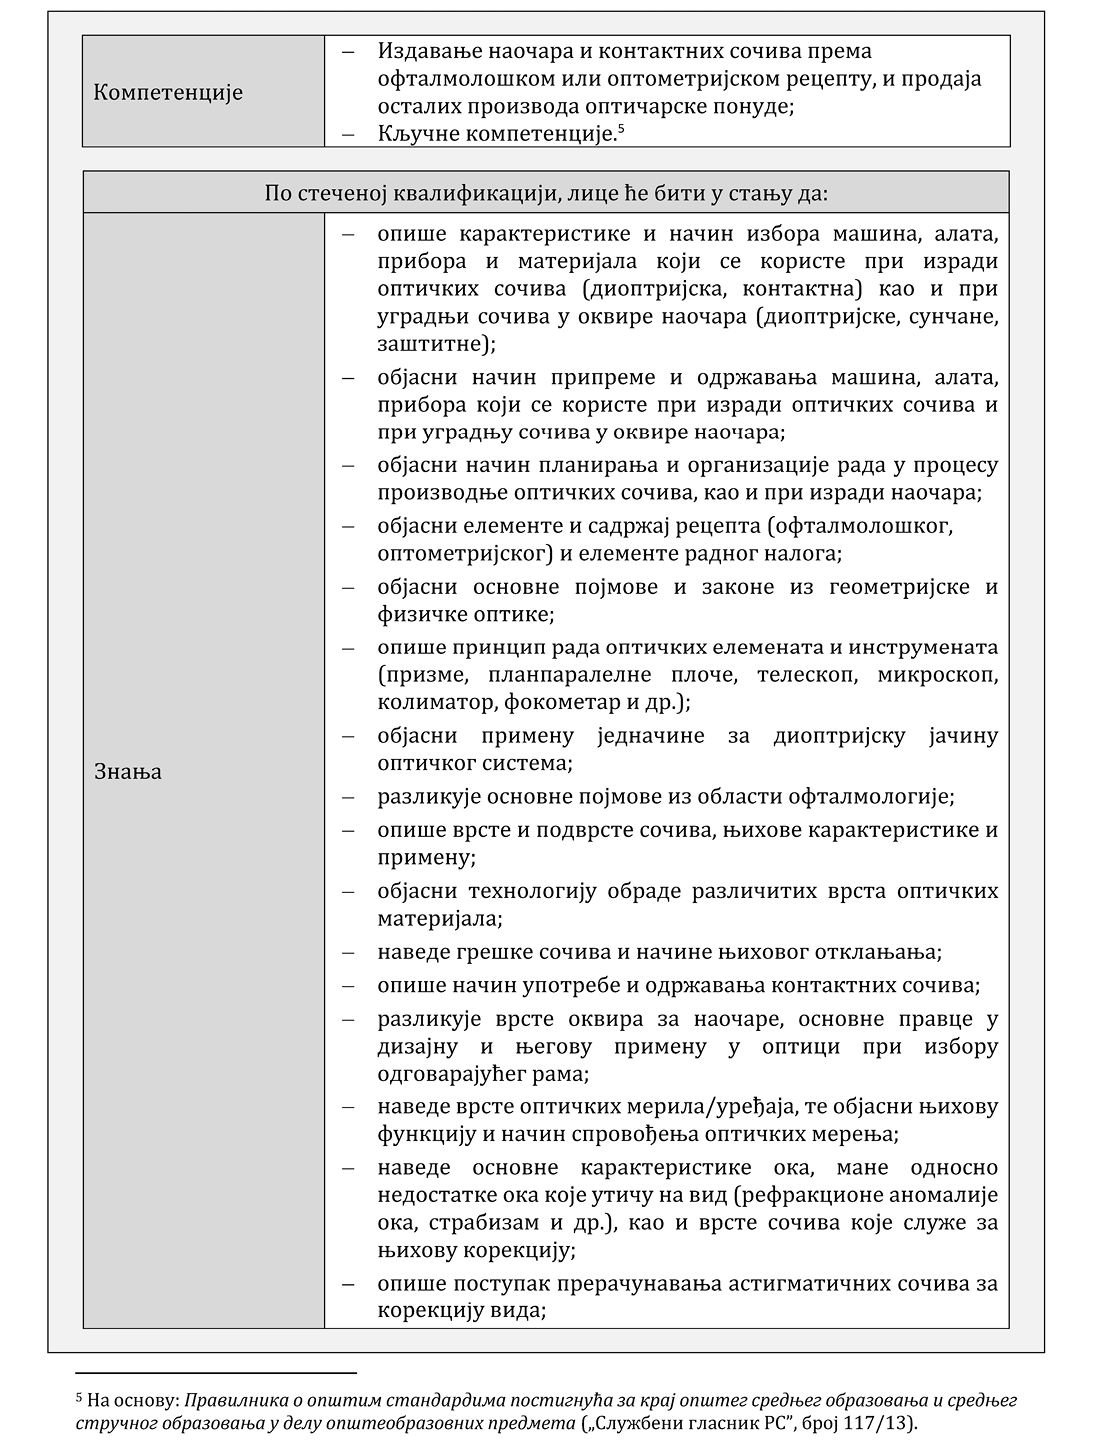 Компетенције
– Издавање наочара и контактних сочива према
офталмолошком или оптометријском рецепту, и продаја
осталих производа оптичарске понуде;
– Кључне компетенције.⁵
По стеченој квалификацији, лице ће бити у стању да:
Знања
– опише карактеристике и начин избора машина, алата,
прибора и материјала који се користе при изради
оптичких сочива (диоптријска, контактна) као и при
уградњи сочива у оквире наочара (диоптријске, сунчане,
заштитне);
– објасни начин припреме и одржавања машина, алата,
прибора који се користе при изради оптичких сочива и
при уградњу сочива у оквире наочара;
– објасни начин планирања и организације рада у процесу
производње оптичких сочива, као и при изради наочара;
– објасни елементе и садржај рецепта (офталмолошког,
оптометријског) и елементе радног налога;
– објасни основне појмове и законе из геометријске и
физичке оптике;
– опише принцип рада оптичких елемената и инструмената
(призме, планпаралелне плоче, телескоп, микроскоп,
колиматор, фокометар и др.);
– објасни примену једначине за диоптријску јачину
оптичког система;
– разликује основне појмове из области офталмологије;
– опише врсте и подврсте сочива, њихове карактеристике и
примену;
– објасни технологију обраде различитих врста оптичких
материјала;
– наведе грешке сочива и начине њиховог отклањања;
– опише начин употребе и одржавања контактних сочива;
– разликује врсте оквира за наочаре, основне правце у
дизајну и његову примену у оптици при избору
одговарајућег рама;
– наведе врсте оптичких мерила/уређаја, те објасни њихову
функцију и начин спровођења оптичких мерења;
– наведе основне карактеристике ока, мане односно
недостатке ока које утичу на вид (рефракционе аномалије
ока, страбизам и др.), као и врсте сочива које служе за
њихову корекцију;
– опише поступак прерачунавања астигматичних сочива за
корекцију вида;
⁵ На основу: Правилника о општим стандардима постигнућа за крај општег средњег образовања и средњег
стручног образовања у делу општеобразовних предмета („Службени гласник РС”, број 117/13).